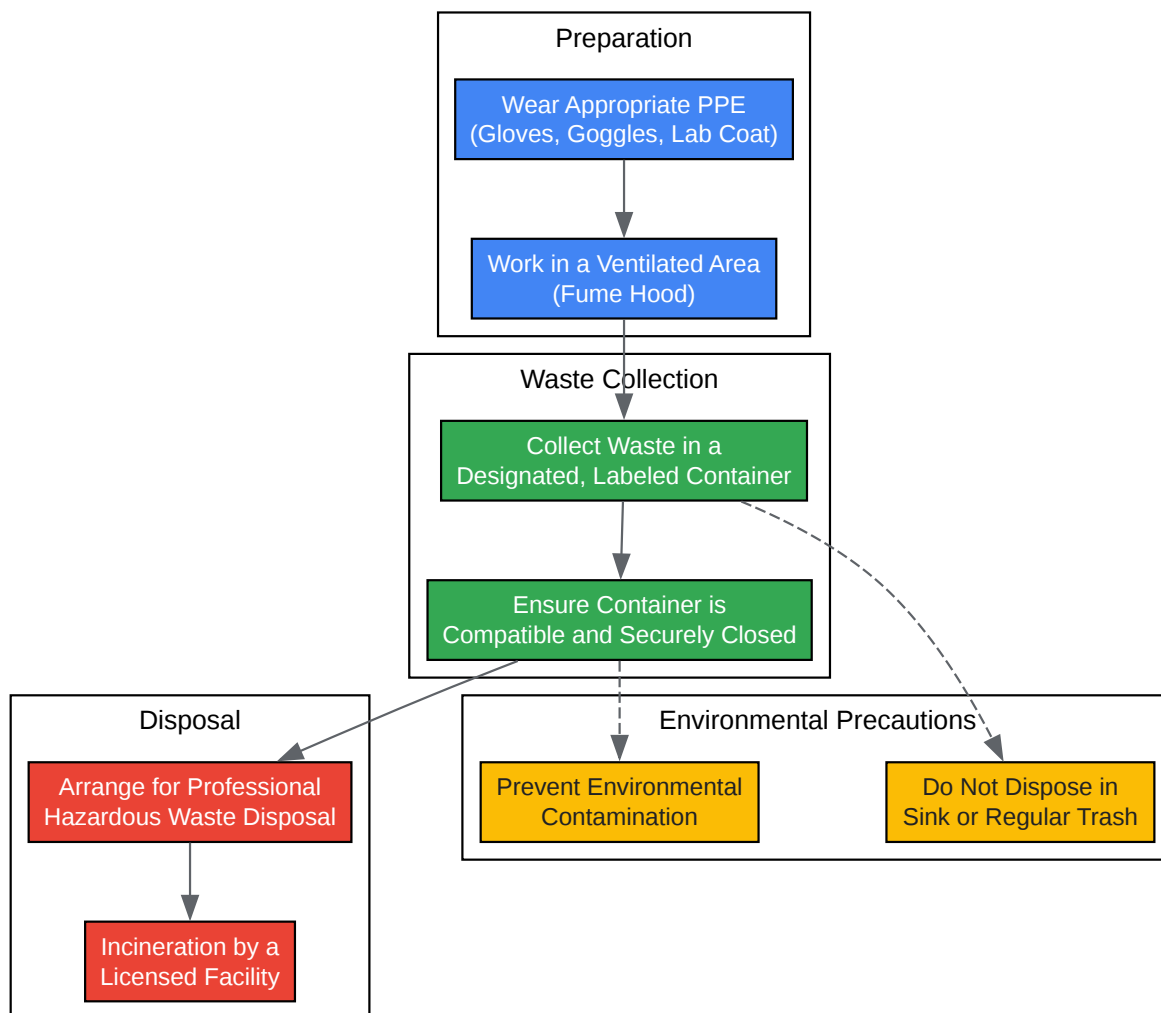 Preparation
Wear Appropriate PPE
(Gloves, Goggles, Lab Coat)
Work in a Ventilated Area
(Fume Hood)
Waste Collection
Collect Waste in a
Designated, Labeled Container
Ensure Container is
Compatible and Securely Closed
Disposal
Arrange for Professional
Hazardous Waste Disposal
Incineration by a
Licensed Facility
Environmental Precautions
Prevent Environmental
Contamination
Do Not Dispose in
Sink or Regular Trash